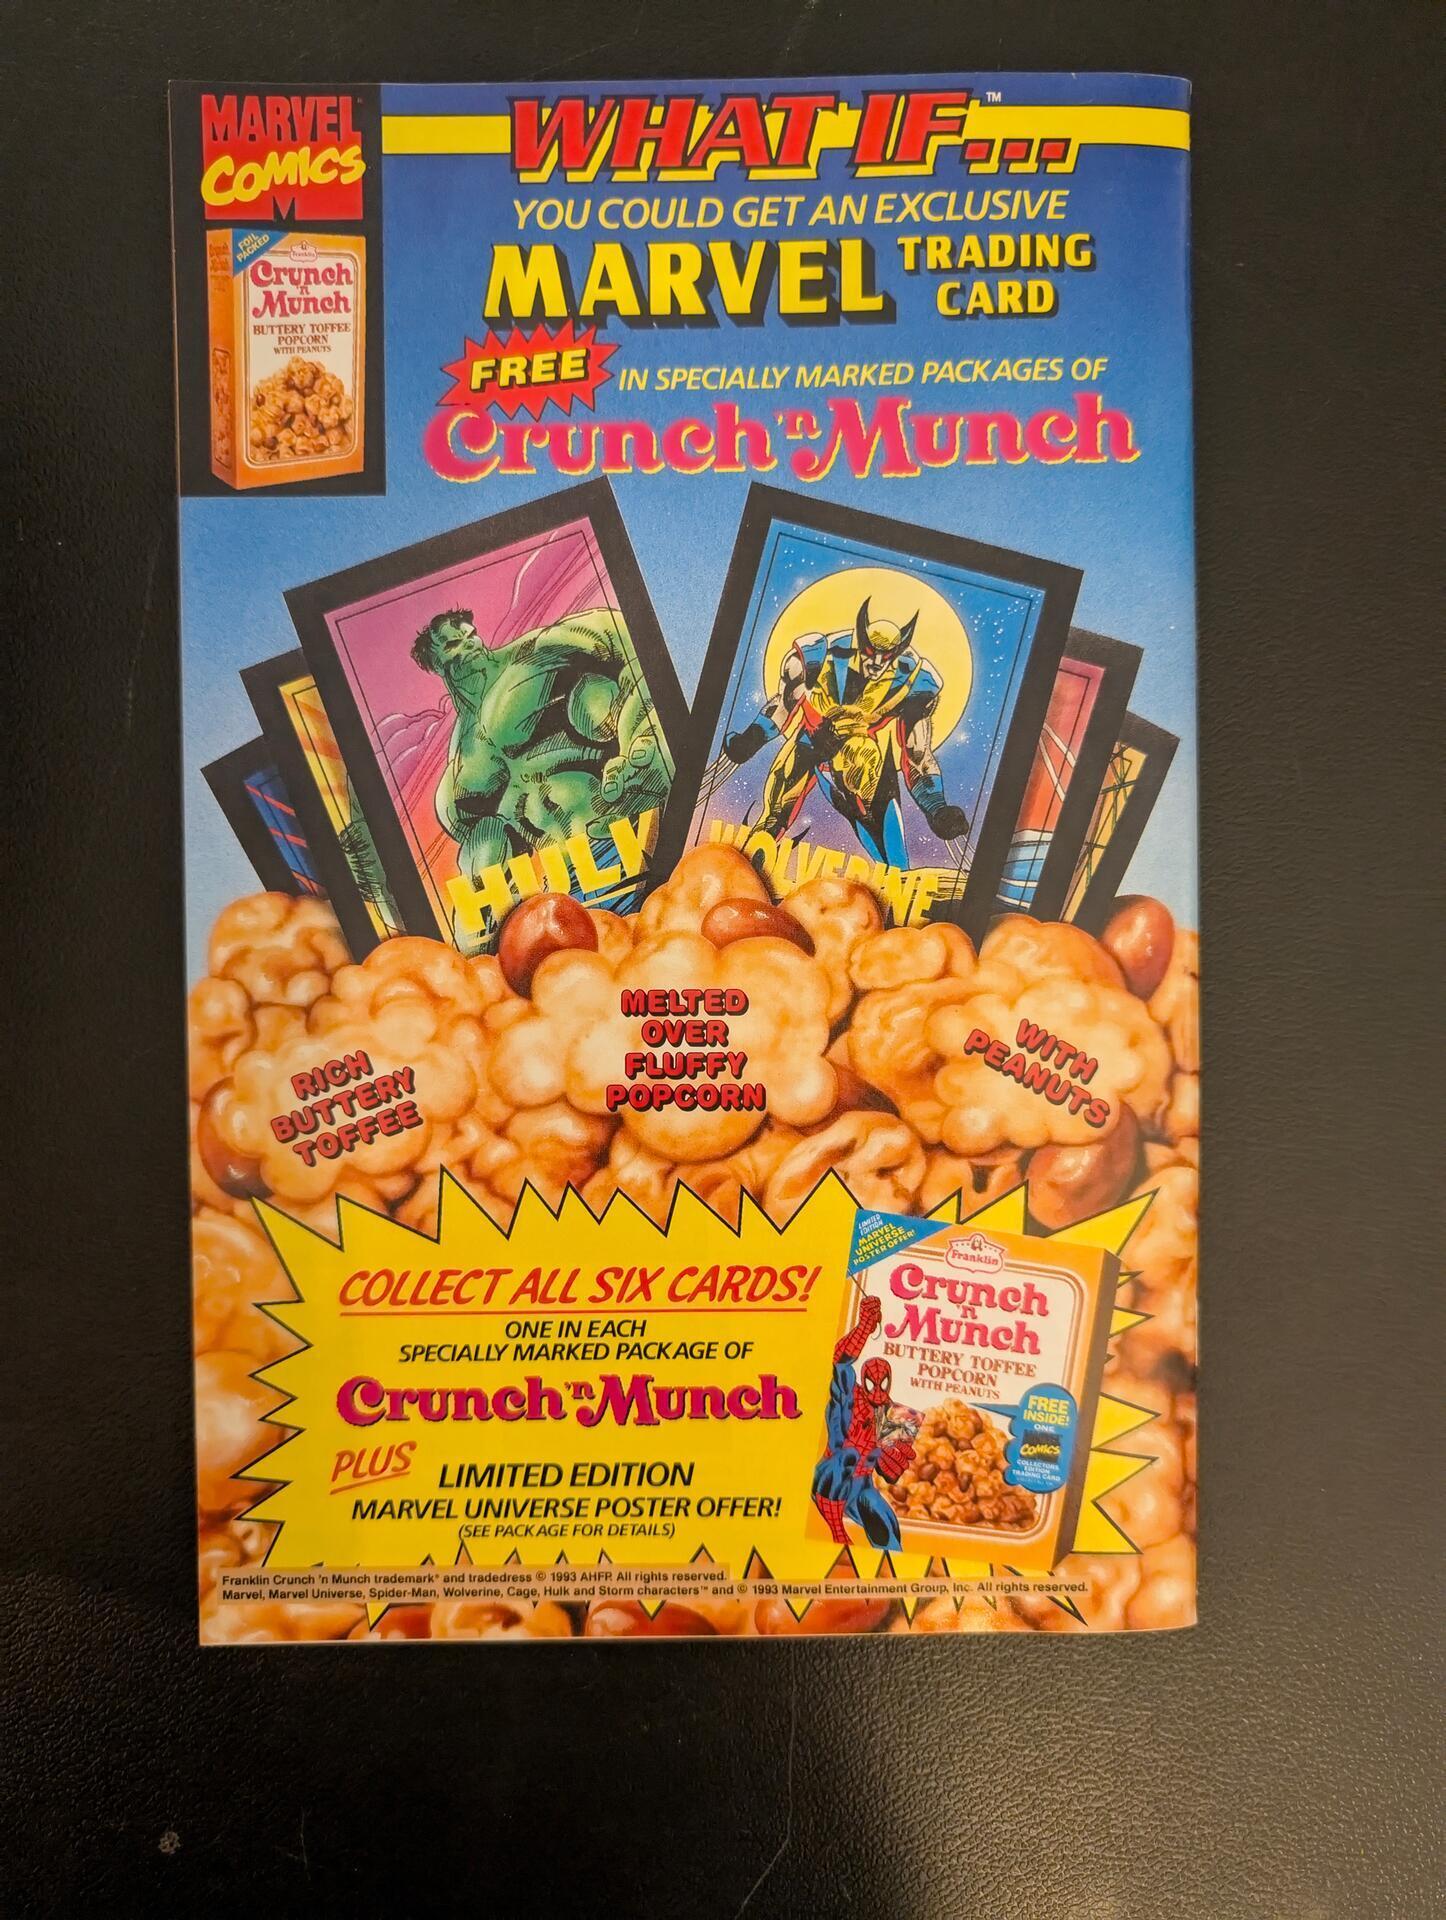 MARVEL
COMICS
M
WHAT IF...™
YOU COULD GET AN EXCLUSIVE
MARVEL TRADING
CARD
FREE IN SPECIALLY MARKED PACKAGES OF
Crunch 'n Munch
FOIL
PACKED
Franklin
Crunch
'n
Munch
BUTTERY TOFFEE
POPCORN
WITH PEANUTS
HULK
WOLVERINE
MELTED
OVER
FLUFFY
POPCORN
RICH
BUTTERY
TOFFEE
WITH
PEANUTS
COLLECT ALL SIX CARDS!
ONE IN EACH
SPECIALLY MARKED PACKAGE OF
Crunch 'n Munch
PLUS LIMITED EDITION
MARVEL UNIVERSE POSTER OFFER!
(SEE PACKAGE FOR DETAILS)
LIMITED
EDITION
MARVEL
UNIVERSE
POSTER OFFER!
Franklin
Crunch
'n
Munch
BUTTERY TOFFEE
POPCORN
WITH PEANUTS
FREE
INSIDE!
ONE
COMICS
COLLECTORS
EDITION
TRADING CARD
Franklin Crunch 'n Munch trademark® and tradedress © 1993 AHFP. All rights reserved.
Marvel, Marvel Universe, Spider-Man, Wolverine, Cage, Hulk and Storm characters™ and © 1993 Marvel Entertainment Group, Inc. All rights reserved.